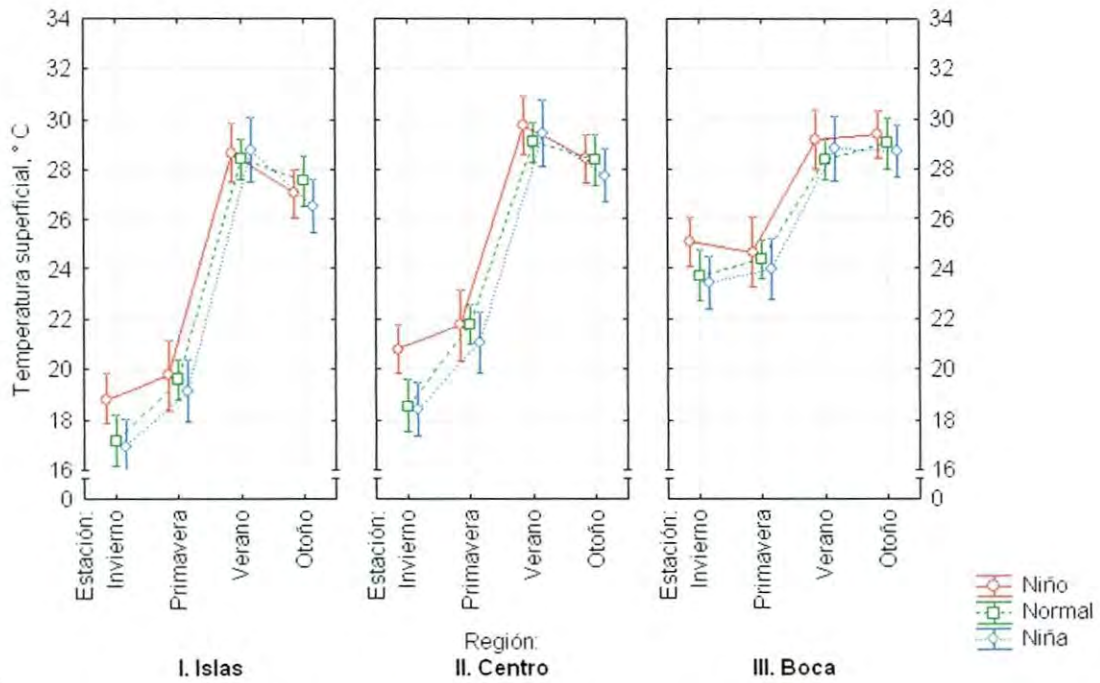 34
32
30
28
26
24
22
20
18
16
0
Temperatura superficial, ° C
34
32
30
28
26
24
22
20
18
16
0
Estación:
Invierno
Primavera
Verano
Otoño
Estación:
Invierno
Primavera
Verano
Otoño
Estación:
Invierno
Primavera
Verano
Otoño
Región:
I. Islas
II. Centro
III. Boca
Niño
Normal
Niña